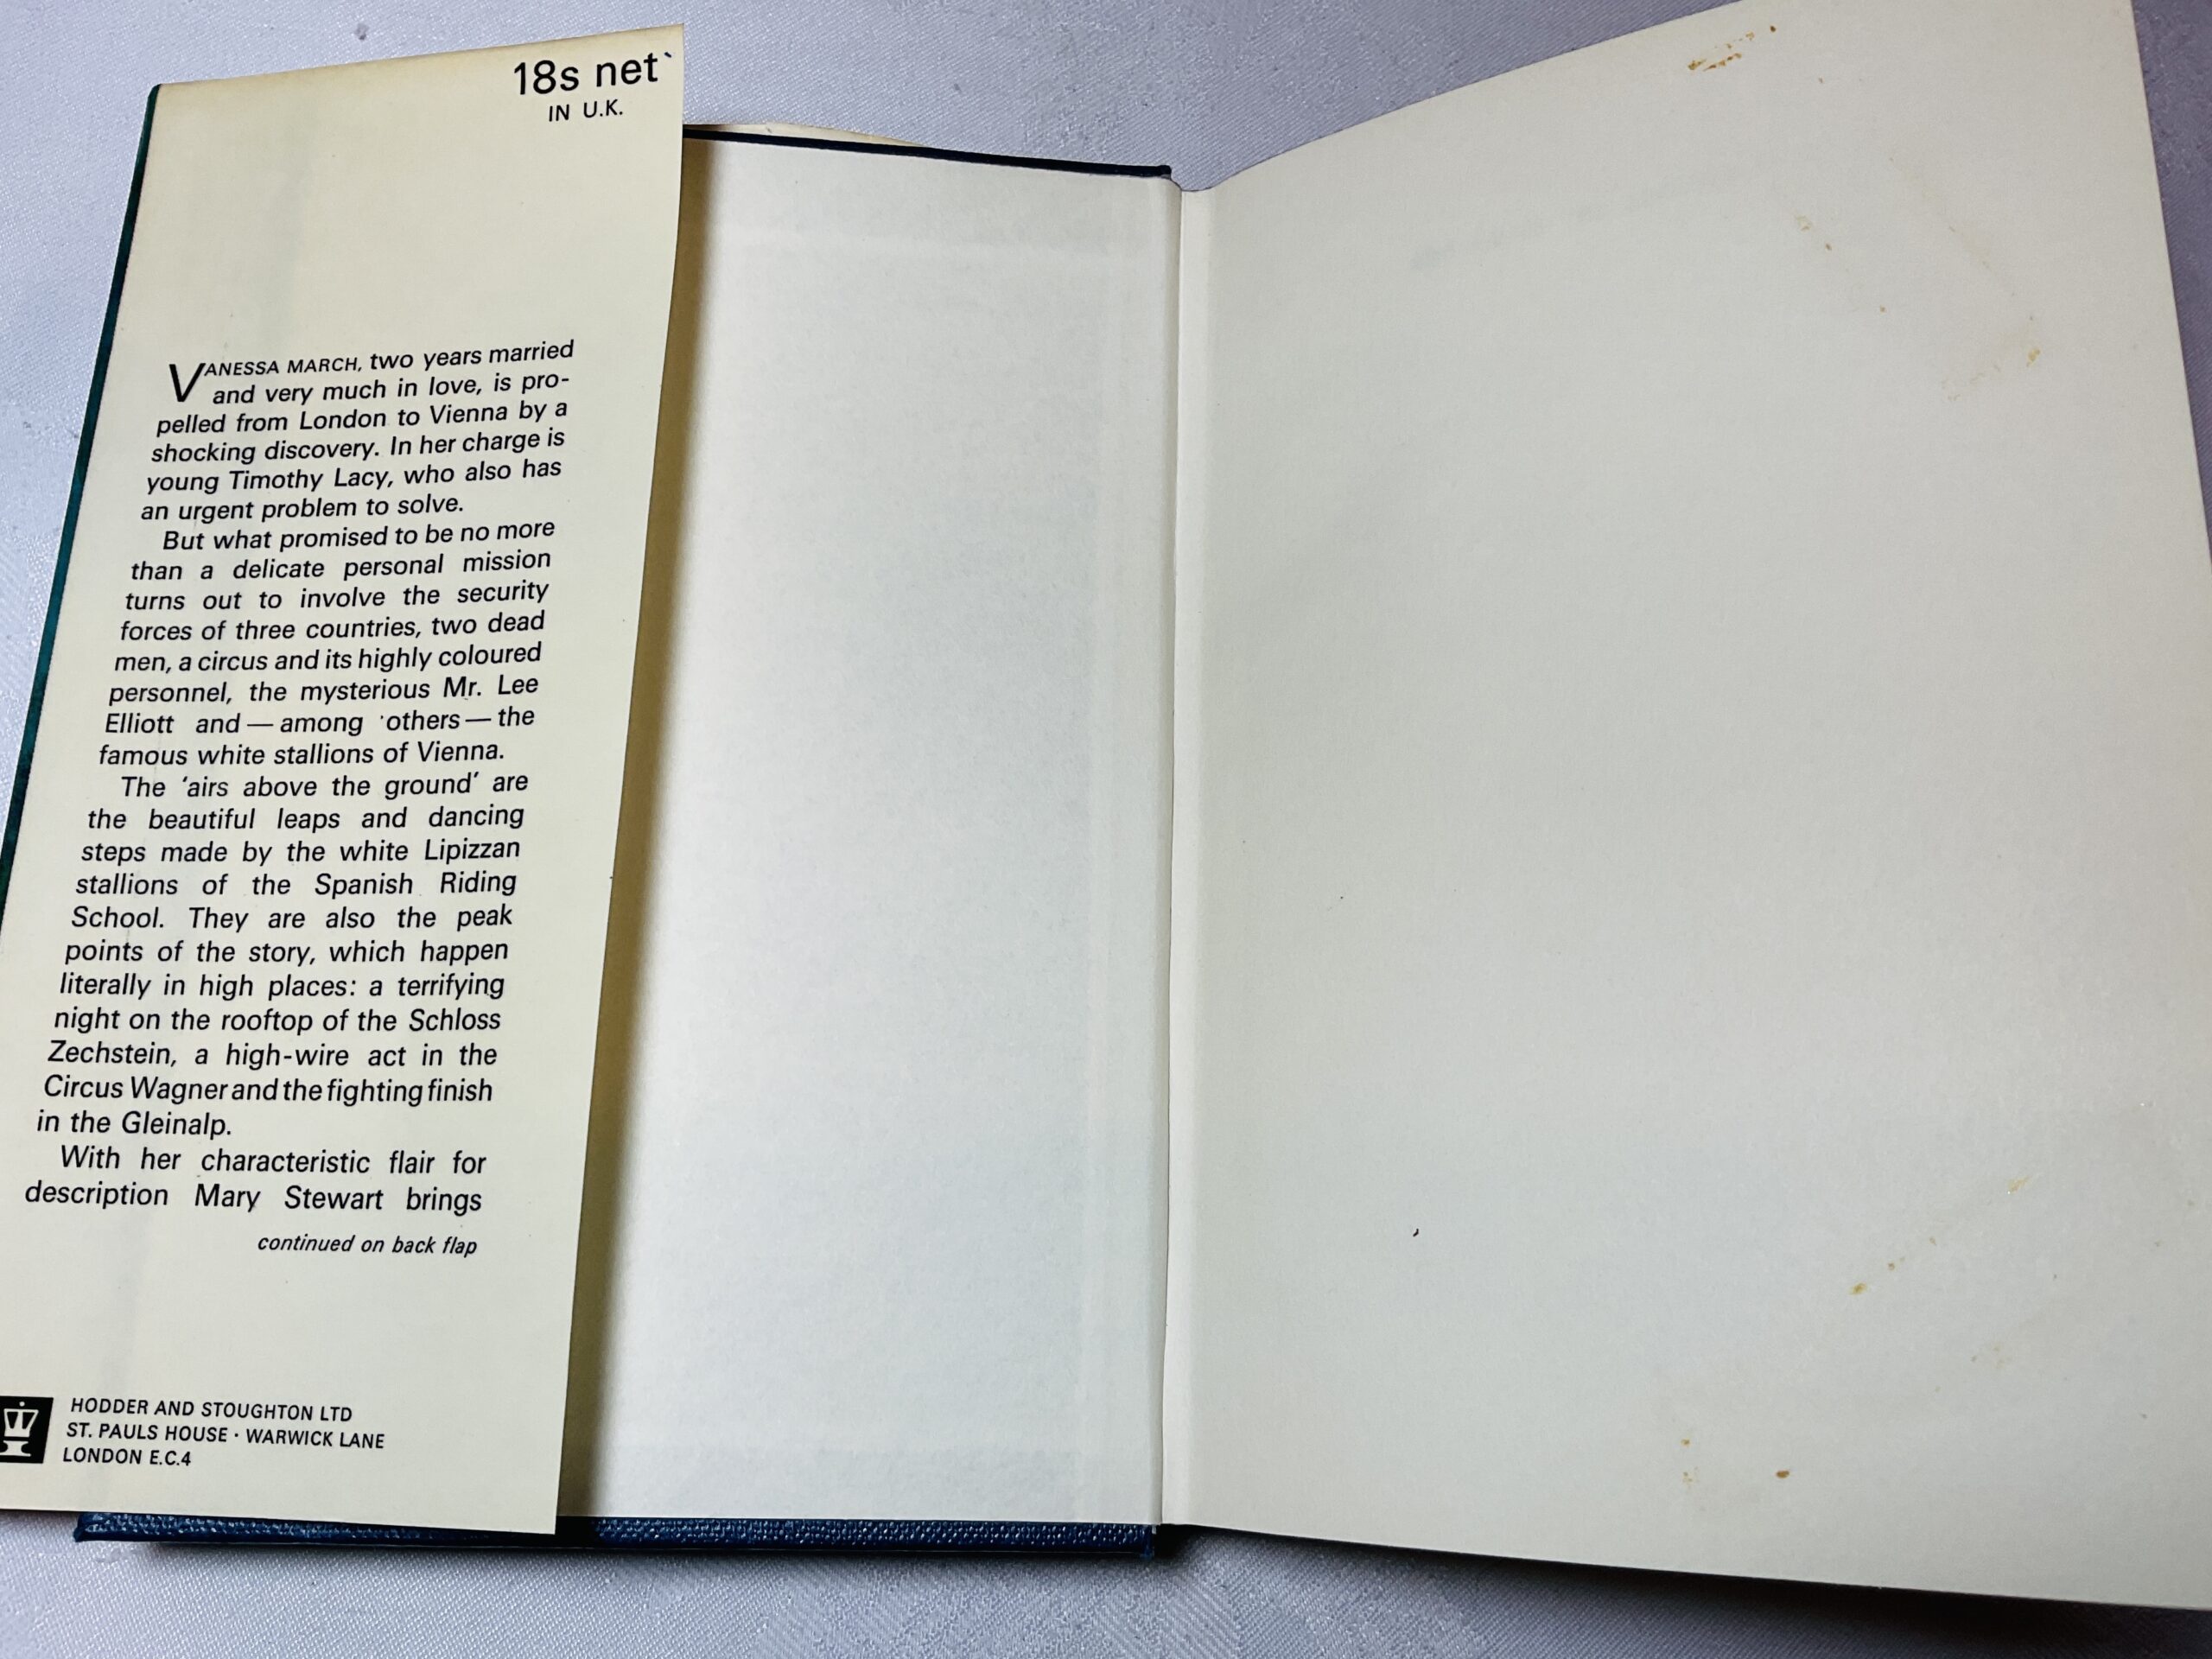 18s net
IN U.K.
VANESSA MARCH, two years married
and very much in love, is pro-
pelled from London to Vienna by a
shocking discovery. In her charge is
young Timothy Lacy, who also has
an urgent problem to solve.
But what promised to be no more
than a delicate personal mission
turns out to involve the security
forces of three countries, two dead
men, a circus and its highly coloured
personnel, the mysterious Mr. Lee
Elliott and — among others — the
famous white stallions of Vienna.
The ‘airs above the ground’ are
the beautiful leaps and dancing
steps made by the white Lipizzan
stallions of the Spanish Riding
School. They are also the peak
points of the story, which happen
literally in high places: a terrifying
night on the rooftop of the Schloss
Zechstein, a high-wire act in the
Circus Wagner and the fighting finish
in the Gleinalp.
With her characteristic flair for
description Mary Stewart brings
continued on back flap
HODDER AND STOUGHTON LTD
ST. PAULS HOUSE · WARWICK LANE
LONDON E.C.4